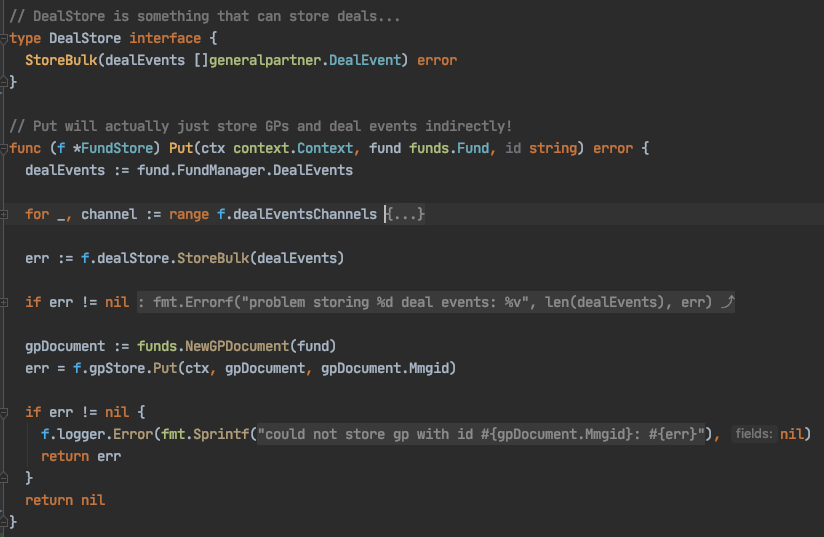 // DealStore is something that can store deals...
type DealStore interface {
StoreBulk(dealEvents []generalpartner.DealEvent) error
}
// Put will actually just store GPs and deal events indirectly!
func (f *FundStore) Put(ctx context.Context, fund funds.Fund, id string) error {
dealEvents := fund.FundManager.DealEvents
for _, channel := range f.dealEventsChannels {...}
err := f.dealStore.StoreBulk(dealEvents)
if err != nil : fmt.Errorf("problem storing %d deal events: %v", len(dealEvents), err) ⤴
gpDocument := funds.NewGPDocument(fund)
err = f.gpStore.Put(ctx, gpDocument, gpDocument.Mmgid)
if err != nil {
f.logger.Error(fmt.Sprintf("could not store gp with id #{gpDocument.Mmgid}: #{err}"), fields: nil)
return err
}
return nil
}